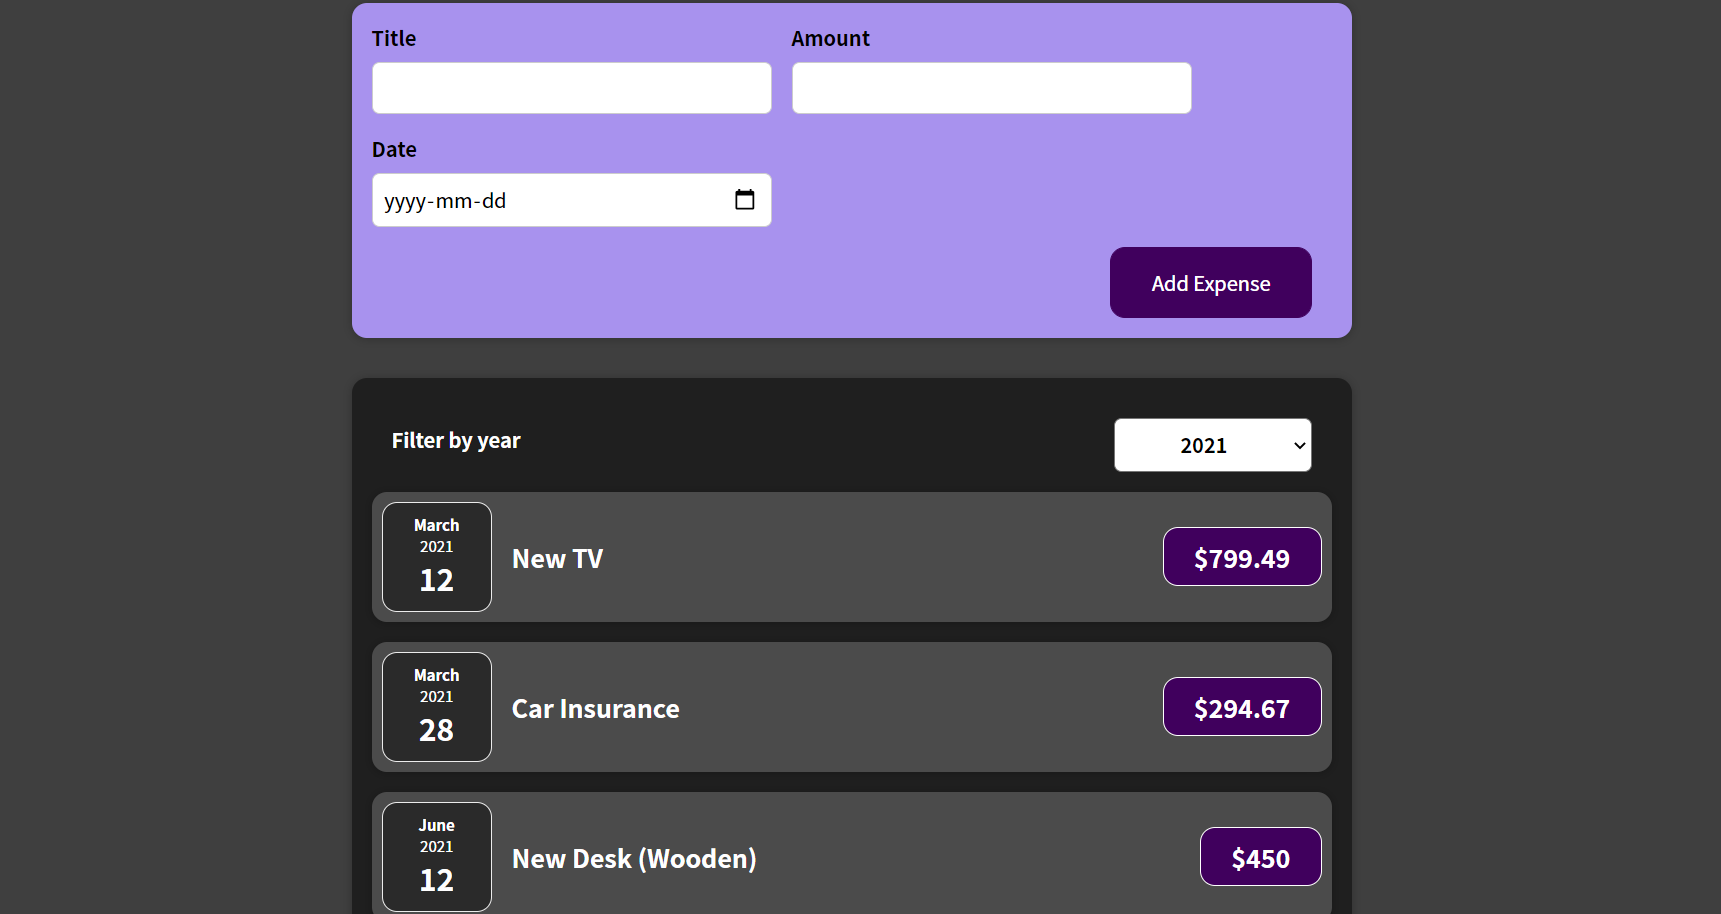 Title
Amount
Date
yyyy-mm-dd
Add Expense
Filter by year
2021
March
2021
12
New TV
$799.49
March
2021
28
Car Insurance
$294.67
June
2021
12
New Desk (Wooden)
$450